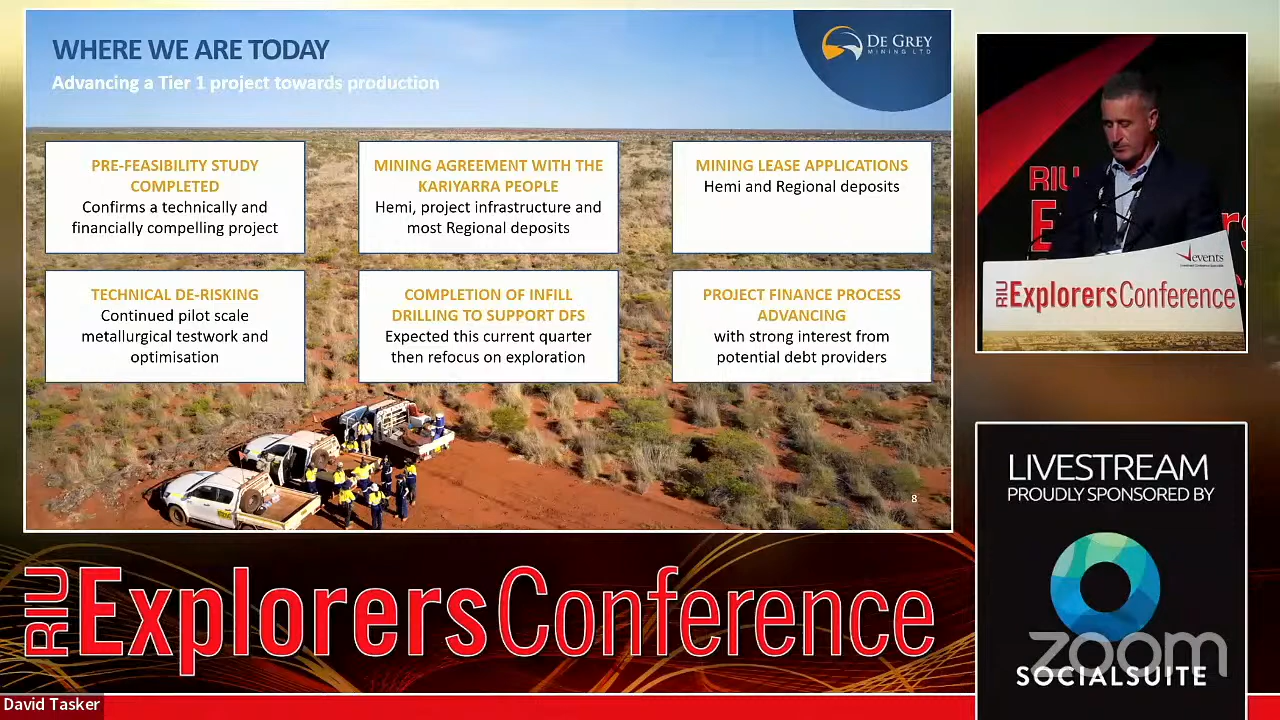 WHERE WE ARE TODAY
Advancing a Tier 1 project towards production
DE GREY
MINING LTD
PRE-FEASIBILITY STUDY
COMPLETED
Confirms a technically and
financially compelling project
MINING AGREEMENT WITH THE
KARIYARRA PEOPLE
Hemi, project infrastructure and
most Regional deposits
MINING LEASE APPLICATIONS
Hemi and Regional deposits
TECHNICAL DE-RISKING
Continued pilot scale
metallurgical testwork and
optimisation
COMPLETION OF INFILL
DRILLING TO SUPPORT DFS
Expected this current quarter
then refocus on exploration
PROJECT FINANCE PROCESS
ADVANCING
with strong interest from
potential debt providers
8
RIU
E
rs
events
RIU ExplorersConference
LIVESTREAM
PROUDLY SPONSORED BY
zoom
SOCIALSUITE
RIU ExplorersConference
David Tasker